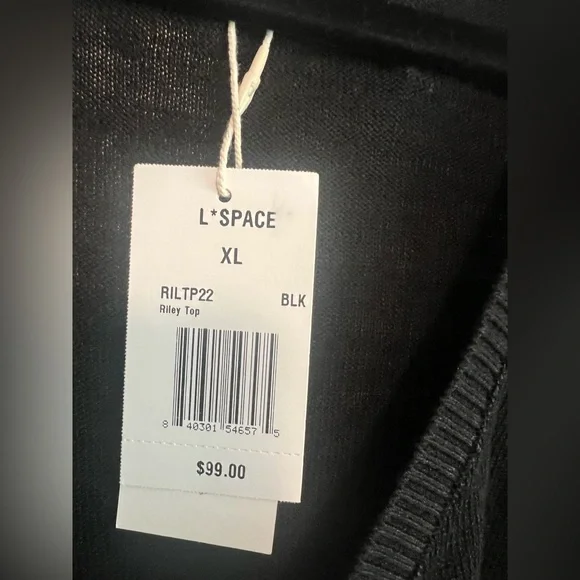 L*SPACE
XL
RILTP22 BLK
Riley Top
8 40301 54657 5
$99.00